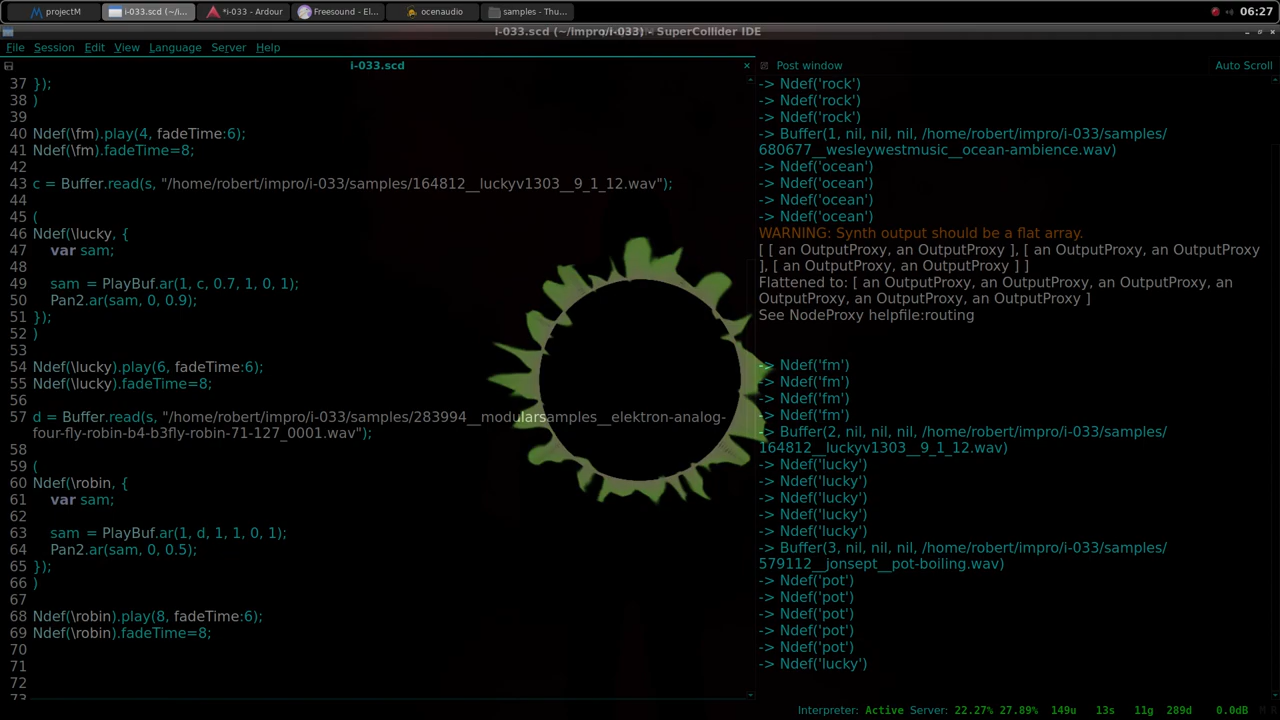 projectM
i-033.scd (~/i...
*i-033 - Ardour
Freesound - El...
ocenaudio
samples - Thu...
06:27
i-033.scd (~/impro/i-033) - SuperCollider IDE
File Session Edit View Language Server Help
i-033.scd
37 });
38 )
39
40 Ndef(\fm).play(4, fadeTime:6);
41 Ndef(\fm).fadeTime=8;
42
43 c = Buffer.read(s, "/home/robert/impro/i-033/samples/164812__luckyv1303__9_1_12.wav");
44
45 (
46 Ndef(\lucky, {
47 var sam;
48
49 sam = PlayBuf.ar(1, c, 0.7, 1, 0, 1);
50 Pan2.ar(sam, 0, 0.9);
51 });
52 )
53
54 Ndef(\lucky).play(6, fadeTime:6);
55 Ndef(\lucky).fadeTime=8;
56
57 d = Buffer.read(s, "/home/robert/impro/i-033/samples/283994__modularsamples__elektron-analog-
four-fly-robin-b4-b3fly-robin-71-127_0001.wav");
58
59 (
60 Ndef(\robin, {
61 var sam;
62
63 sam = PlayBuf.ar(1, d, 1, 1, 0, 1);
64 Pan2.ar(sam, 0, 0.5);
65 });
66 )
67
68 Ndef(\robin).play(8, fadeTime:6);
69 Ndef(\robin).fadeTime=8;
70
71
72
73
Post window
Auto Scroll
-> Ndef('rock')
-> Ndef('rock')
-> Ndef('rock')
-> Buffer(1, nil, nil, nil, /home/robert/impro/i-033/samples/
680677__wesleywestmusic__ocean-ambience.wav)
-> Ndef('ocean')
-> Ndef('ocean')
-> Ndef('ocean')
-> Ndef('ocean')
WARNING: Synth output should be a flat array.
[ [ an OutputProxy, an OutputProxy ], [ an OutputProxy, an OutputProxy
], [ an OutputProxy, an OutputProxy ] ]
Flattened to: [ an OutputProxy, an OutputProxy, an OutputProxy, an
OutputProxy, an OutputProxy, an OutputProxy ]
See NodeProxy helpfile:routing
-> Ndef('fm')
-> Ndef('fm')
-> Ndef('fm')
-> Ndef('fm')
-> Buffer(2, nil, nil, nil, /home/robert/impro/i-033/samples/
164812__luckyv1303__9_1_12.wav)
-> Ndef('lucky')
-> Ndef('lucky')
-> Ndef('lucky')
-> Ndef('lucky')
-> Ndef('lucky')
-> Buffer(3, nil, nil, nil, /home/robert/impro/i-033/samples/
579112__jonsept__pot-boiling.wav)
-> Ndef('pot')
-> Ndef('pot')
-> Ndef('pot')
-> Ndef('pot')
-> Ndef('pot')
-> Ndef('lucky')
Interpreter: Active Server: 22.27% 27.89% 149u 13s 11g 289d 0.0dB